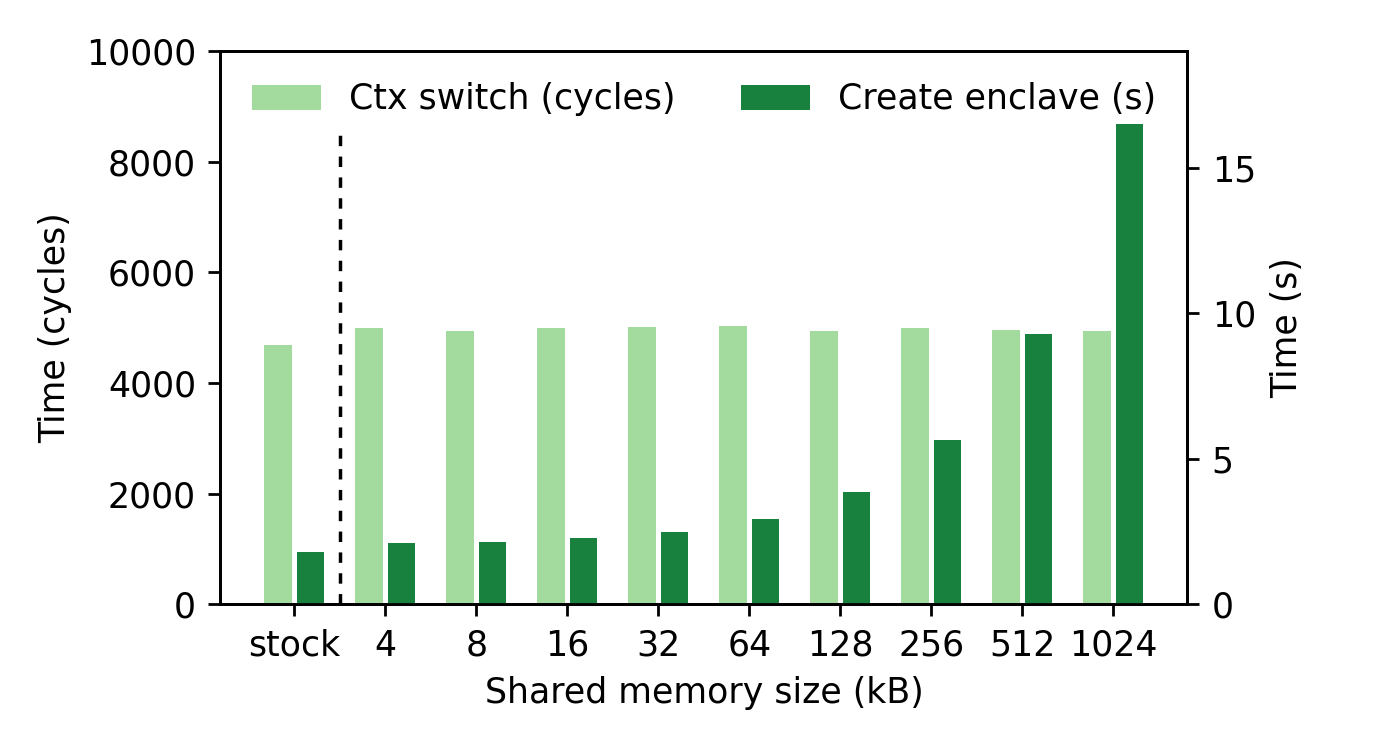 Ctx switch (cycles)
Create enclave (s)
Time (cycles)
10000
8000
6000
4000
2000
0
Time (s)
15
10
5
0
stock 4 8 16 32 64 128 256 512 1024
Shared memory size (kB)